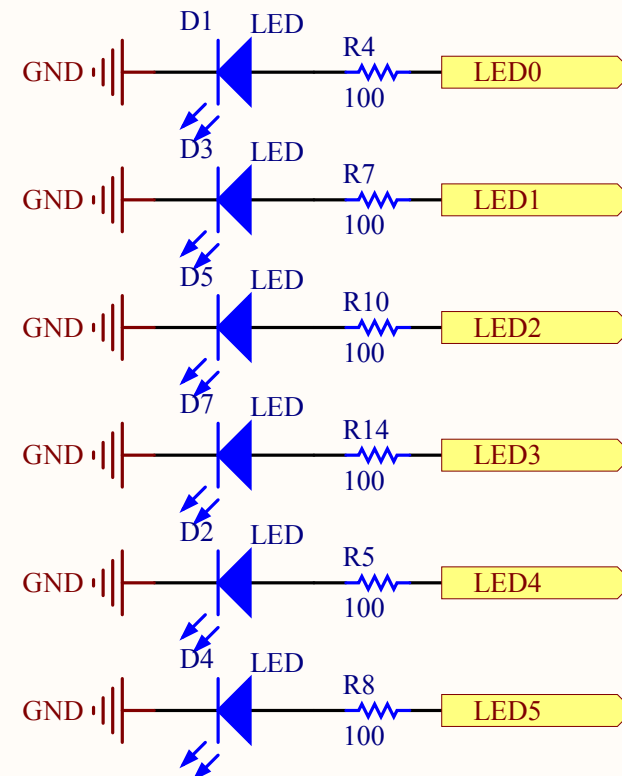 D1 LED
GND R4 LED0
100
D3 LED
GND R7 LED1
100
D5 LED
GND R10 LED2
100
D7 LED
GND R14 LED3
100
D2 LED
GND R5 LED4
100
D4 LED
GND R8 LED5
100